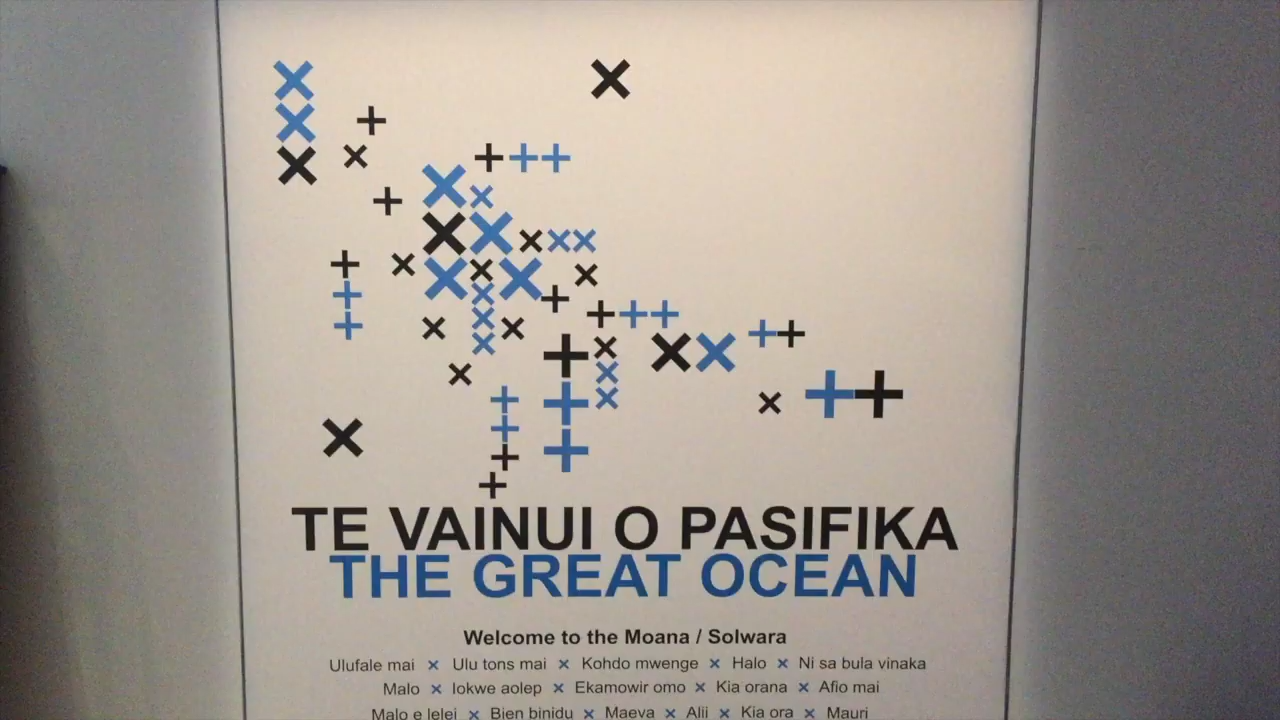 TE VAINUI O PASIFIKA
THE GREAT OCEAN
Welcome to the Moana / Solwara
Ulufale mai × Ulu tons mai × Kohdo mwenge × Halo × Ni sa bula vinaka
Malo × Iokwe aolep × Ekamowir omo × Kia orana × Afio mai
Malo e lelei × Bien binidu × Maeva × Alii × Kia ora × Mauri